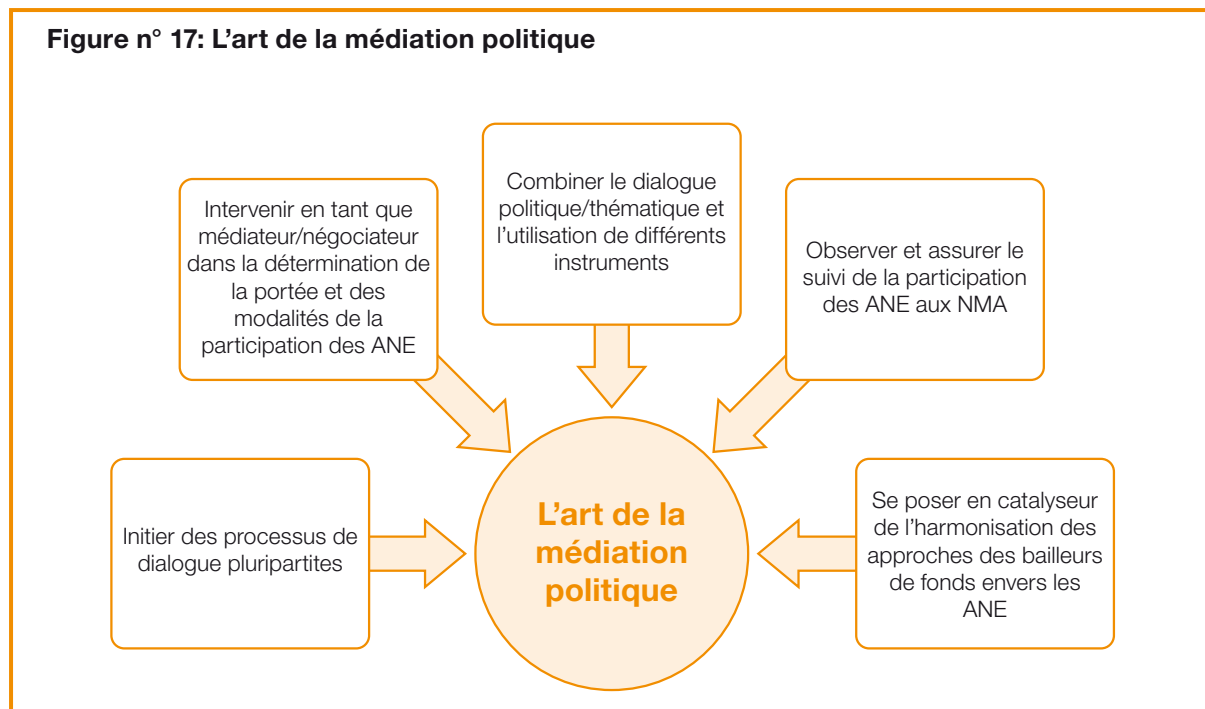 Figure n° 17: L’art de la médiation politique
Intervenir en tant que
médiateur/négociateur
dans la détermination de
la portée et des
modalités de la
participation des ANE
Combiner le dialogue
politique/thématique et
l’utilisation de différents
instruments
Observer et assurer le
suivi de la participation
des ANE aux NMA
Initier des processus de
dialogue pluripartites
L’art de la
médiation
politique
Se poser en catalyseur
de l’harmonisation des
approches des bailleurs
de fonds envers les
ANE